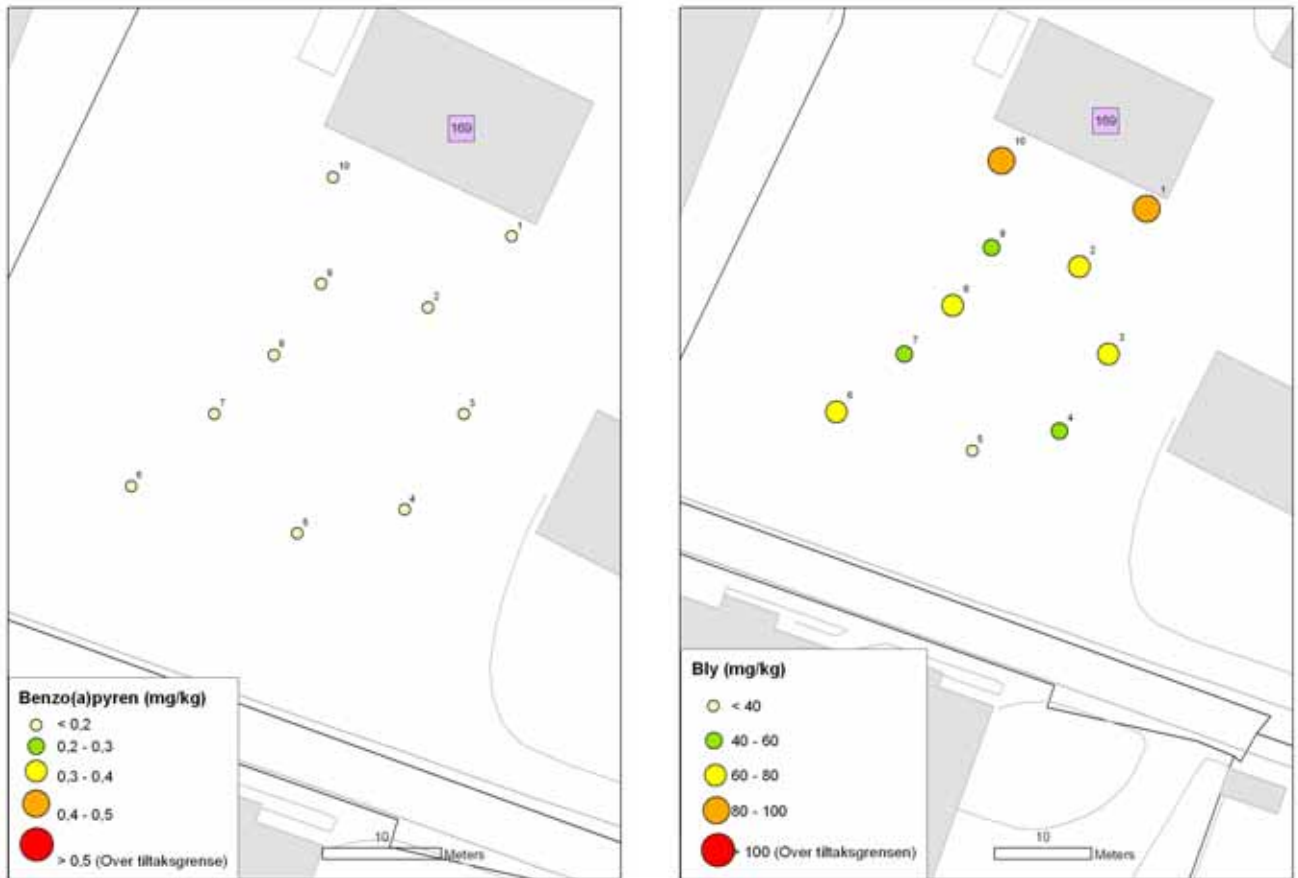 169
10
1
9
2
8
7
3
6
4
5
Benzo(a)pyren (mg/kg)
< 0,2
0,2 - 0,3
0,3 - 0,4
0,4 - 0,5
> 0,5 (Over tiltaksgrense)
10
Meters
169
10
1
9
2
8
7
3
6
4
5
Bly (mg/kg)
< 40
40 - 60
60 - 80
80 - 100
> 100 (Over tiltaksgrensen)
10
Meters